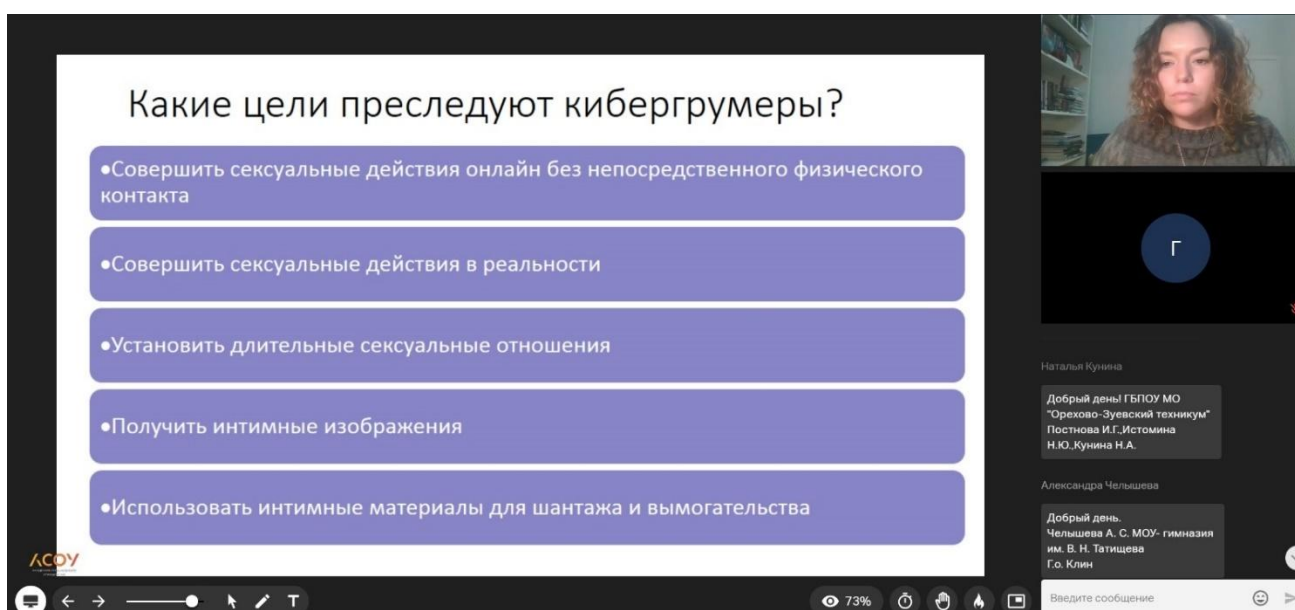 Какие цели преследуют кибергрумеры?
•Совершить сексуальные действия онлайн без непосредственного физического
контакта
•Совершить сексуальные действия в реальности
•Установить длительные сексуальные отношения
•Получить интимные изображения
•Использовать интимные материалы для шантажа и вымогательства
АСОУ
T
73%
Г
Наталья Кунина
Добрый день! ГБПОУ МО
"Орехово-Зуевский техникум"
Постнова И.Г.,Истомина
Н.Ю.,Кунина Н.А.
Александра Челышева
Добрый день.
Челышева А. С. МОУ- гимназия
им. В. Н. Татищева
Г.о. Клин
Введите сообщение